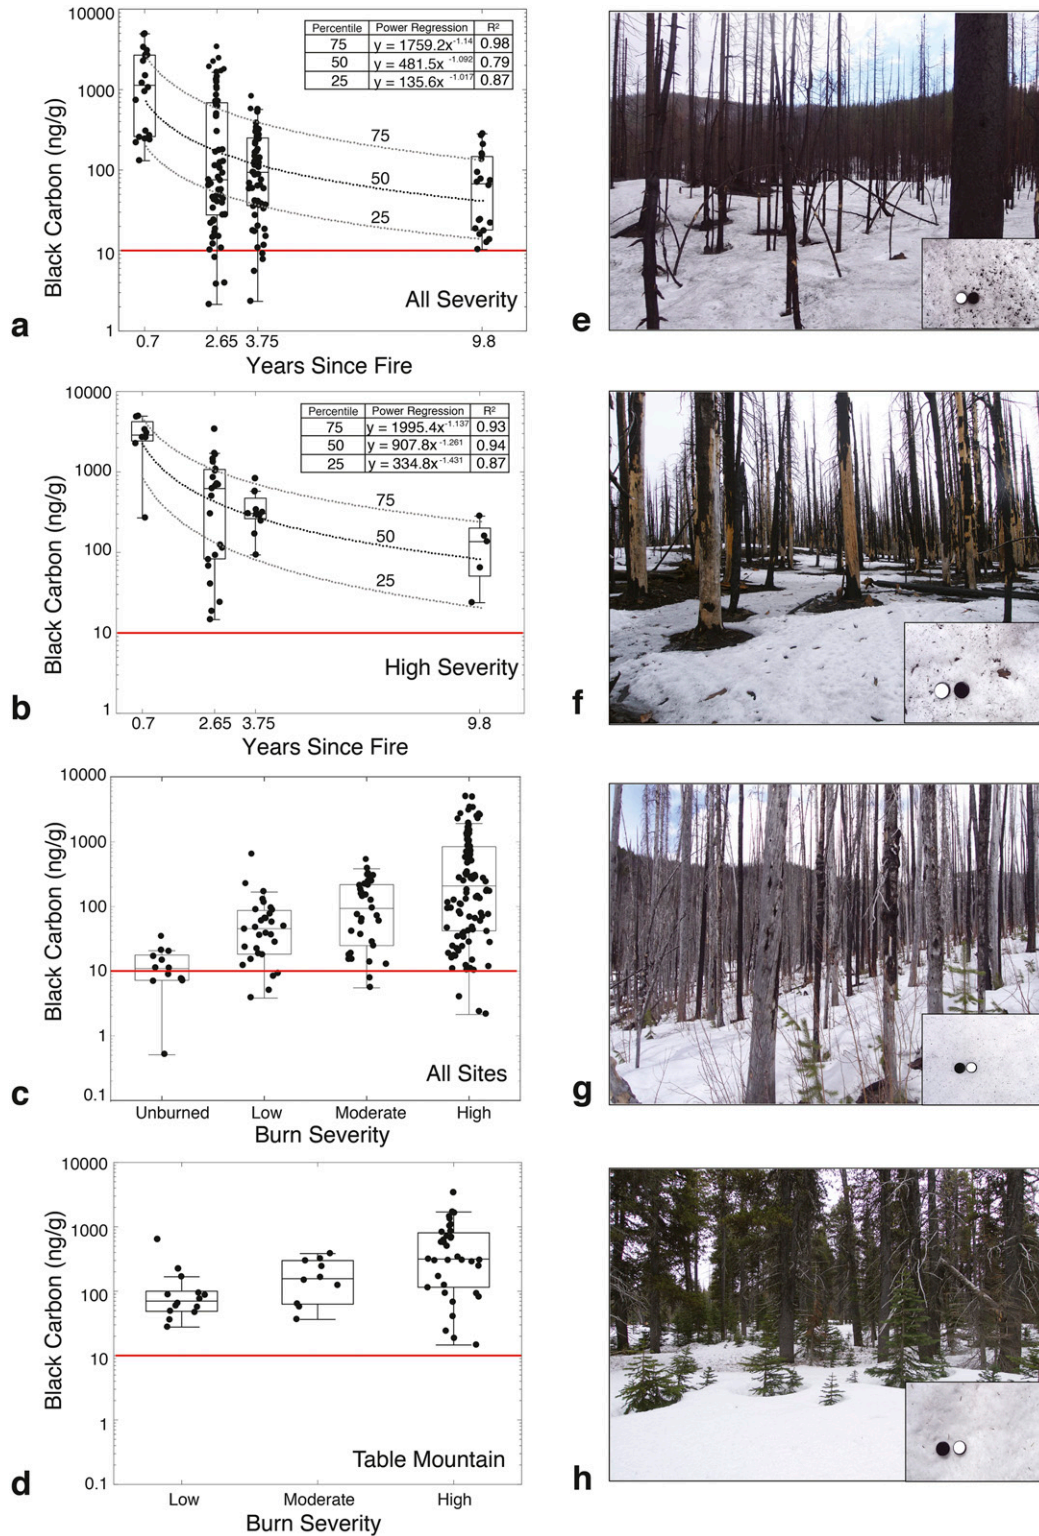 10000
1000
100
10
1
Black Carbon (ng/g)
Percentile Power Regression R²
75 y = 1759.2x^-1.14 0.98
50 y = 481.5x^-1.092 0.79
25 y = 135.6x^-1.017 0.87
75
50
25
All Severity
0.7 2.65 3.75 9.8
Years Since Fire
a
10000
1000
100
10
1
Black Carbon (ng/g)
Percentile Power Regression R²
75 y = 1995.4x^-1.137 0.93
50 y = 907.8x^-1.261 0.94
25 y = 334.8x^-1.431 0.87
75
50
25
High Severity
0.7 2.65 3.75 9.8
Years Since Fire
b
10000
1000
100
10
1
0.1
Black Carbon (ng/g)
All Sites
Unburned Low Moderate High
Burn Severity
c
10000
1000
100
10
1
0.1
Black Carbon (ng/g)
Table Mountain
Low Moderate High
Burn Severity
d
e
f
g
h